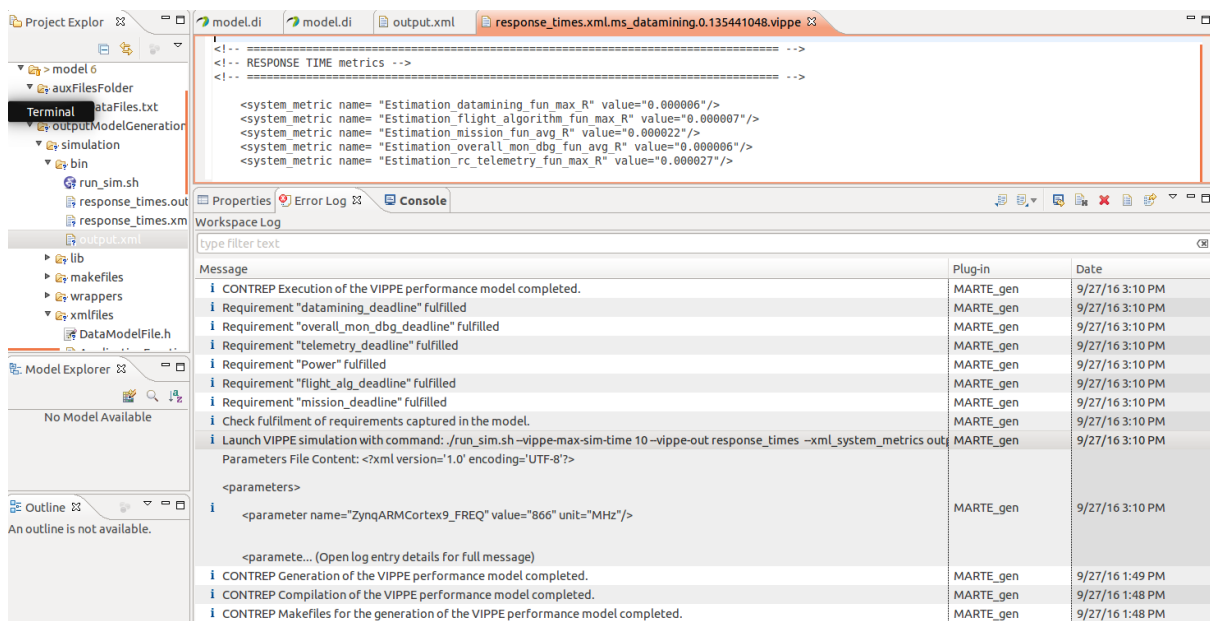 Project Explor
model.di
model.di
output.xml
response_times.xml.ms_datamining.0.135441048.vippe
> model 6
auxFilesFolder
ataFiles.txt
Terminal
outputModelGeneration
simulation
bin
run_sim.sh
response_times.out
response_times.xm
output.xml
lib
makefiles
wrappers
xmlfiles
DataModelFile.h
<!-- ================================================================================ -->
<!-- RESPONSE TIME metrics -->
<!-- ================================================================================ -->
<system_metric name= "Estimation_datamining_fun_max_R" value="0.000006"/>
<system_metric name= "Estimation_flight_algorithm_fun_max_R" value="0.000007"/>
<system_metric name= "Estimation_mission_fun_avg_R" value="0.000022"/>
<system_metric name= "Estimation_overall_mon_dbg_fun_avg_R" value="0.000006"/>
<system_metric name= "Estimation_rc_telemetry_fun_max_R" value="0.000027"/>
Model Explorer
No Model Available
Outline
An outline is not available.
Properties
Error Log
Console
Workspace Log
type filter text
Message Plug-in Date
CONTREP Execution of the VIPPE performance model completed. MARTE_gen 9/27/16 3:10 PM
Requirement "datamining_deadline" fulfilled MARTE_gen 9/27/16 3:10 PM
Requirement "overall_mon_dbg_deadline" fulfilled MARTE_gen 9/27/16 3:10 PM
Requirement "telemetry_deadline" fulfilled MARTE_gen 9/27/16 3:10 PM
Requirement "Power" fulfilled MARTE_gen 9/27/16 3:10 PM
Requirement "flight_alg_deadline" fulfilled MARTE_gen 9/27/16 3:10 PM
Requirement "mission_deadline" fulfilled MARTE_gen 9/27/16 3:10 PM
Check fulfilment of requirements captured in the model. MARTE_gen 9/27/16 3:10 PM
Launch VIPPE simulation with command: ./run_sim.sh --vippe-max-sim-time 10 --vippe-out response_times --xml_system_metrics outp MARTE_gen 9/27/16 3:10 PM
Parameters File Content: <?xml version='1.0' encoding='UTF-8'?>
<parameters>
<parameter name="ZynqARMCortex9_FREQ" value="866" unit="MHz"/> MARTE_gen 9/27/16 3:10 PM
<paramete... (Open log entry details for full message)
CONTREP Generation of the VIPPE performance model completed. MARTE_gen 9/27/16 1:49 PM
CONTREP Compilation of the VIPPE performance model completed. MARTE_gen 9/27/16 1:48 PM
CONTREP Makefiles for the generation of the VIPPE performance model completed. MARTE_gen 9/27/16 1:48 PM